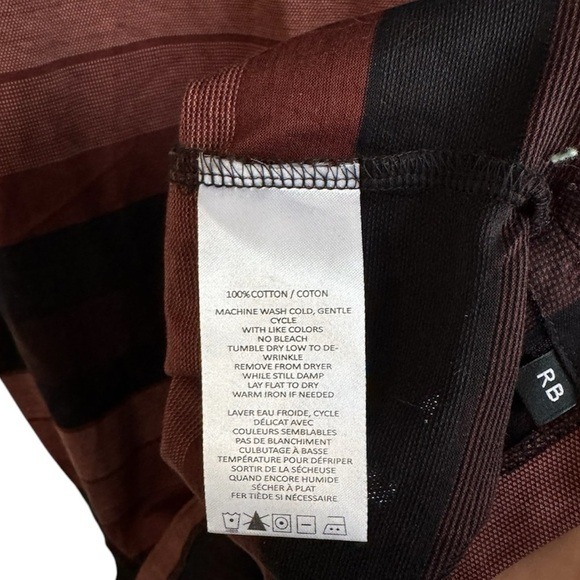 100% COTTON / COTON
MACHINE WASH COLD, GENTLE
CYCLE
WITH LIKE COLORS
NO BLEACH
TUMBLE DRY LOW TO DE-
WRINKLE
REMOVE FROM DRYER
WHILE STILL DAMP
LAY FLAT TO DRY
WARM IRON IF NEEDED
LAVER EAU FROIDE, CYCLE
DÉLICAT AVEC
COULEURS SEMBLABLES
PAS DE BLANCHIMENT
CULBUTAGE À BASSE
TEMPÉRATURE POUR DÉFRIPER
SORTIR DE LA SÉCHEUSE
QUAND ENCORE HUMIDE
SÉCHER À PLAT
FER TIÈDE SI NÉCESSAIRE
RB